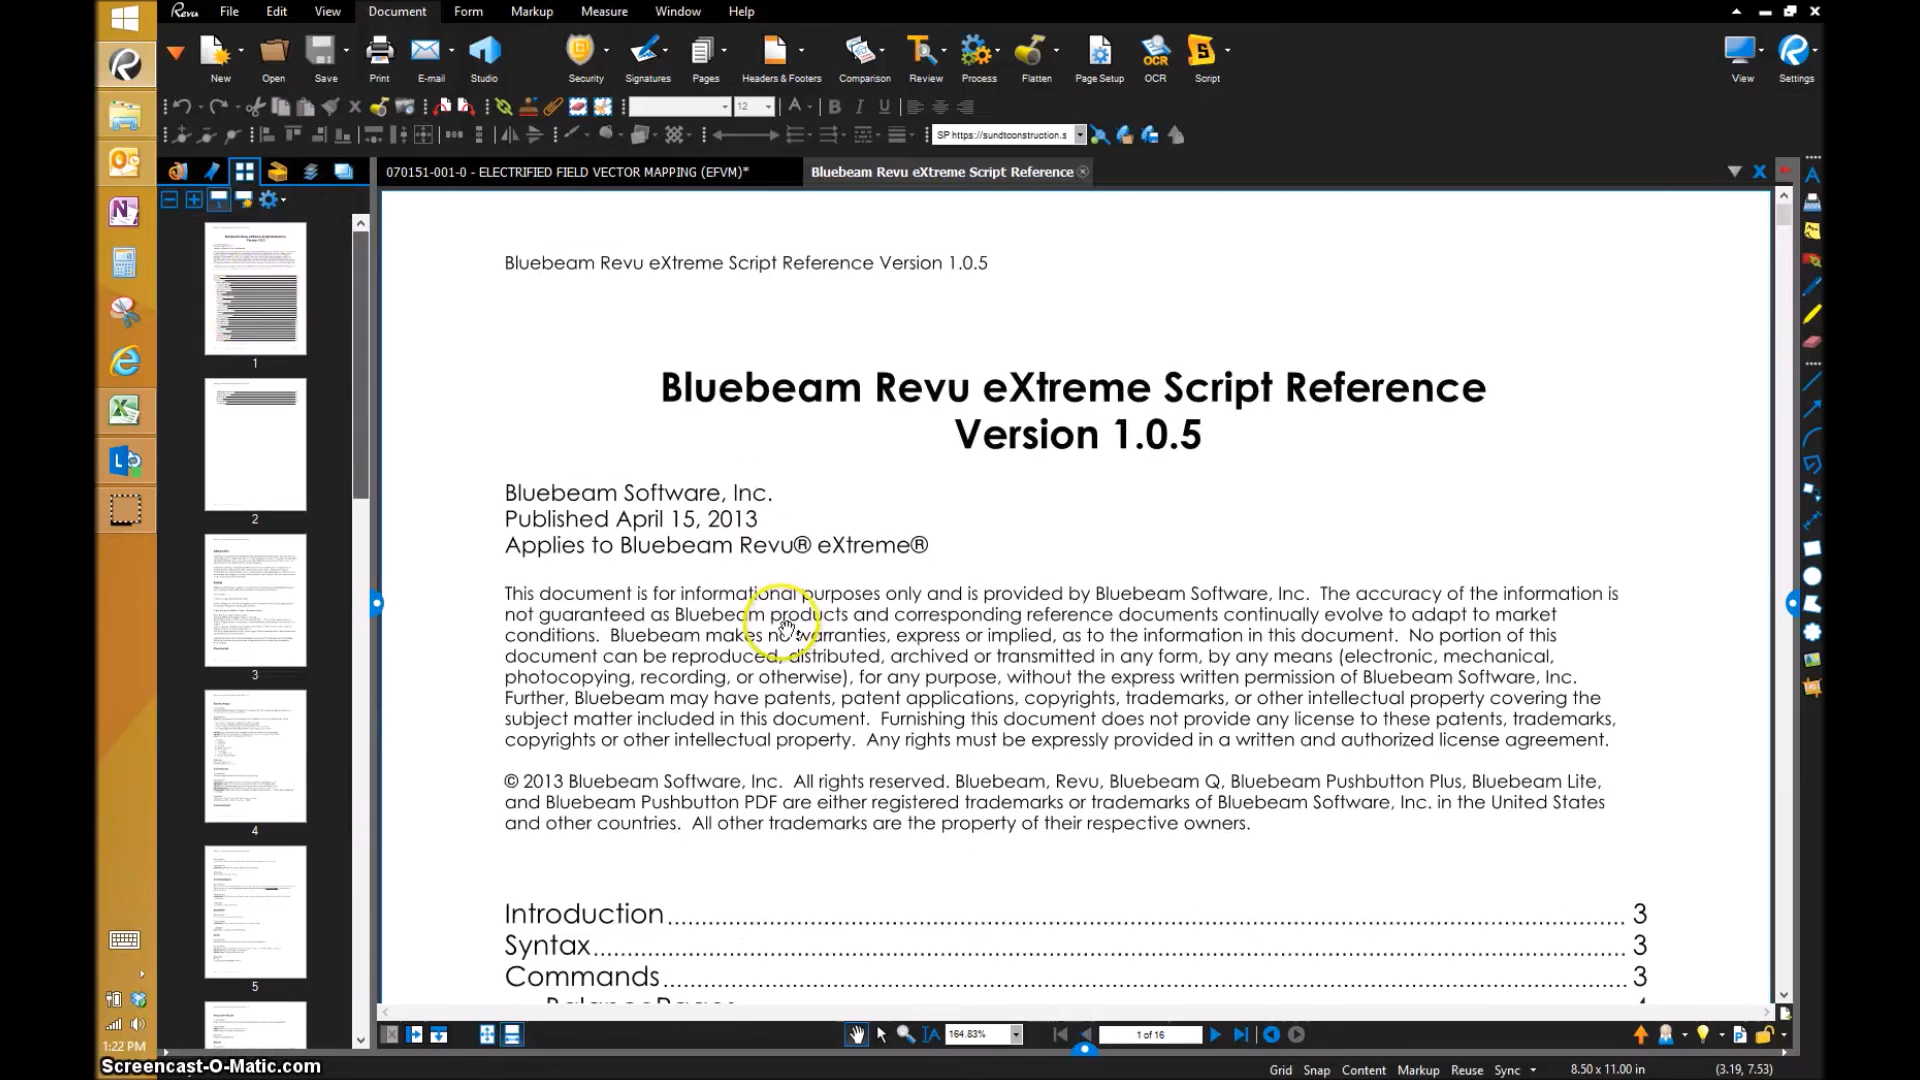 Revu File Edit View Document Form Markup Measure Window Help
New Open Save Print E-mail Studio Security Signatures Pages Headers & Footers Comparison Review Process Flatten Page Setup OCR Script View Settings
12
SP https://sundtconstruction.s
070151-001-0 - ELECTRIFIED FIELD VECTOR MAPPING (EFVM)* Bluebeam Revu eXtreme Script Reference
1
2
3
4
5
Bluebeam Revu eXtreme Script Reference Version 1.0.5
Bluebeam Revu eXtreme Script Reference
Version 1.0.5
Bluebeam Software, Inc.
Published April 15, 2013
Applies to Bluebeam Revu® eXtreme®
This document is for informational purposes only and is provided by Bluebeam Software, Inc. The accuracy of the information is
not guaranteed as Bluebeam products and corresponding reference documents continually evolve to adapt to market
conditions. Bluebeam makes no warranties, express or implied, as to the information in this document. No portion of this
document can be reproduced, distributed, archived or transmitted in any form, by any means (electronic, mechanical,
photocopying, recording, or otherwise), for any purpose, without the express written permission of Bluebeam Software, Inc.
Further, Bluebeam may have patents, patent applications, copyrights, trademarks, or other intellectual property covering the
subject matter included in this document. Furnishing this document does not provide any license to these patents, trademarks,
copyrights or other intellectual property. Any rights must be expressly provided in a written and authorized license agreement.
© 2013 Bluebeam Software, Inc. All rights reserved. Bluebeam, Revu, Bluebeam Q, Bluebeam Pushbutton Plus, Bluebeam Lite,
and Bluebeam Pushbutton PDF are either registered trademarks or trademarks of Bluebeam Software, Inc. in the United States
and other countries. All other trademarks are the property of their respective owners.
Introduction 3
Syntax 3
Commands 3
BalancePages 4
164.83% 1 of 16
1:22 PM
Screencast-O-Matic.com
Grid Snap Content Markup Reuse Sync 8.50 x 11.00 in (3.19, 7.53)